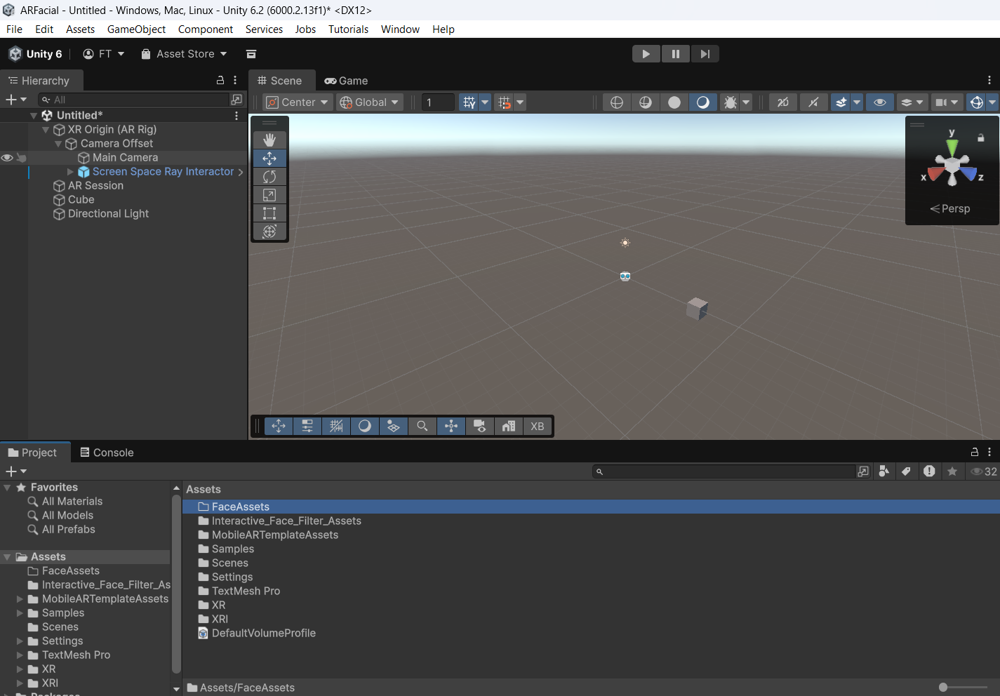 ARFacial - Untitled - Windows, Mac, Linux - Unity 6.2 (6000.2.13f1)* <DX12>
File Edit Assets GameObject Component Services Jobs Tutorials Window Help
Unity 6 FT Asset Store
Hierarchy
All
Untitled*
XR Origin (AR Rig)
Camera Offset
Main Camera
Screen Space Ray Interactor
AR Session
Cube
Directional Light
Scene Game
Center Global 1 2D
y
x z
Persp
XB
Project Console
32
Favorites
All Materials
All Models
All Prefabs
Assets
FaceAssets
Interactive_Face_Filter_As
MobileARTemplateAssets
Samples
Scenes
Settings
TextMesh Pro
XR
XRI
Packages
Assets
FaceAssets
Interactive_Face_Filter_Assets
MobileARTemplateAssets
Samples
Scenes
Settings
TextMesh Pro
XR
XRI
DefaultVolumeProfile
Assets/FaceAssets